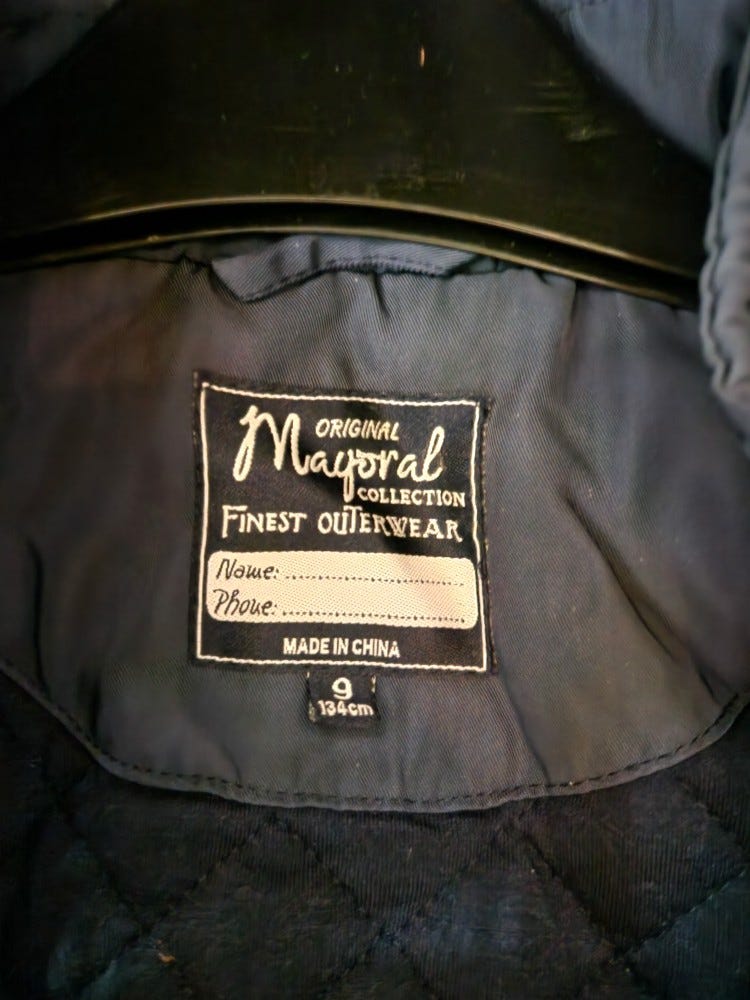 ORIGINAL
Mayoral
COLLECTION
FINEST OUTERWEAR
Name:
Phone:
MADE IN CHINA
9
134cm